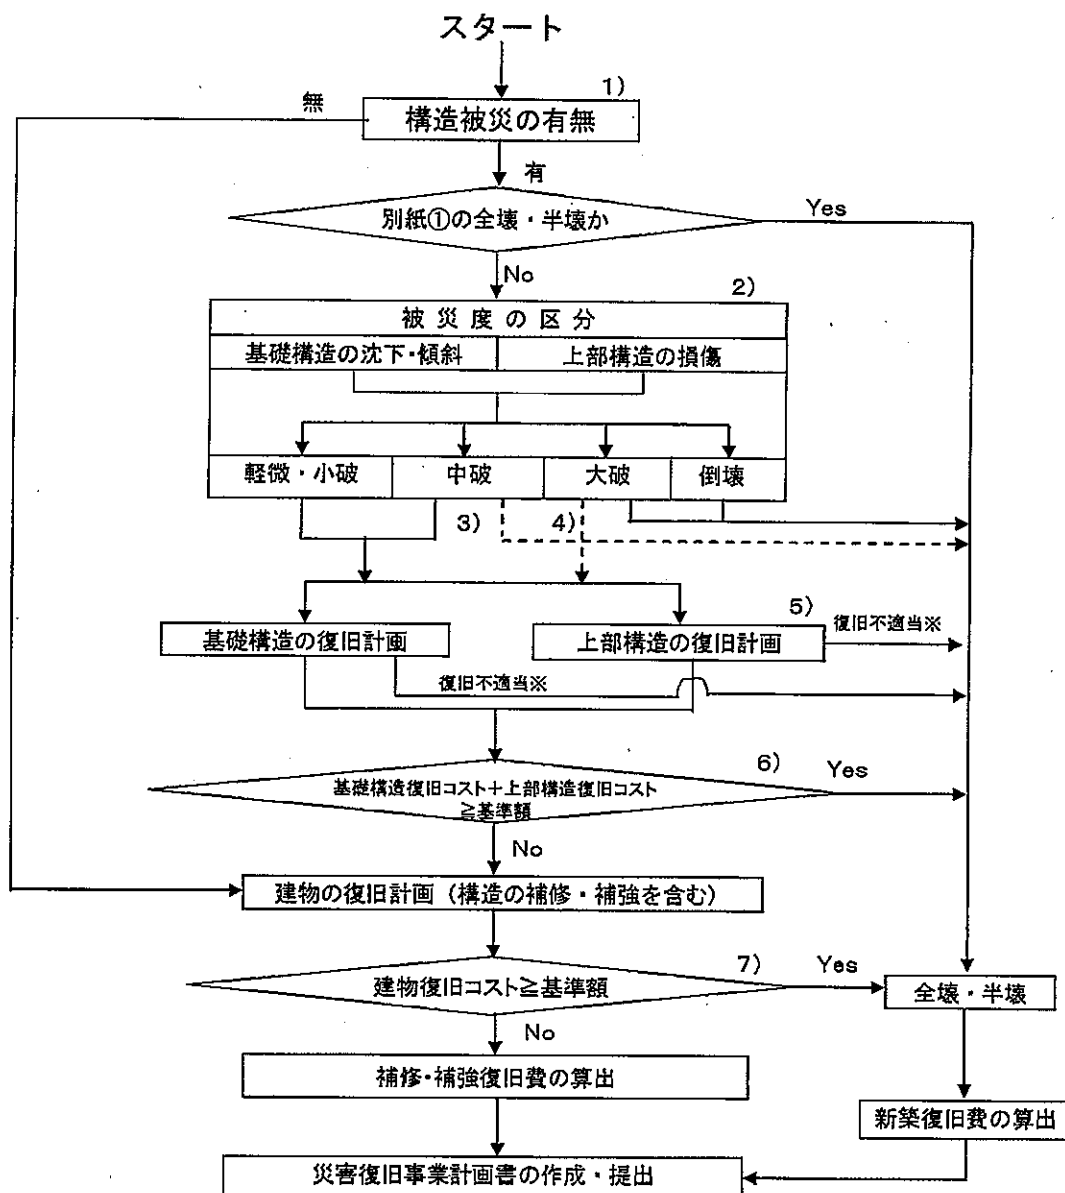 スタート
1)
無
構造被災の有無
有
別紙①の全壊・半壊か
Yes
No
2)
被 災 度 の 区 分
基礎構造の沈下・傾斜
上部構造の損傷
軽微・小破
中破
大破
倒壊
3)
4)
5)
基礎構造の復旧計画
上部構造の復旧計画
復旧不適当※
復旧不適当※
6)
基礎構造復旧コスト＋上部構造復旧コスト
≧基準額
Yes
No
建物の復旧計画（構造の補修・補強を含む）
7)
建物復旧コスト≧基準額
Yes
全壊・半壊
No
補修・補強復旧費の算出
新築復旧費の算出
災害復旧事業計画書の作成・提出